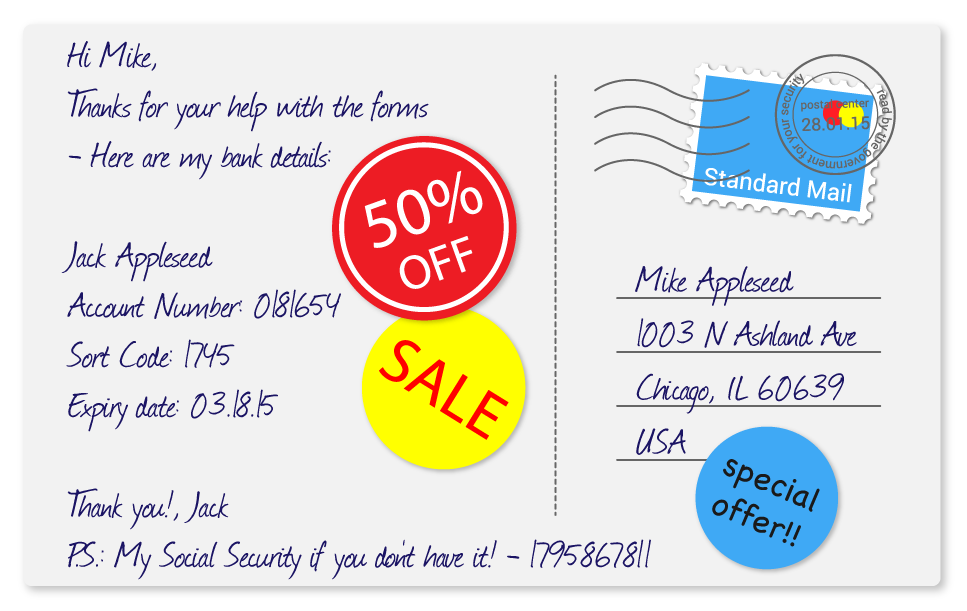 Hi Mike,
Thanks for your help with the forms
- Here are my bank details:
Jack Appleseed
Account Number: 0181654
Sort Code: 1745
Expiry date: 03.18.15
Thank you!, Jack
P.S.: My Social Security if you don't have it! - 1795867811
50%
OFF
SALE
postal center
28.01.15
read by the government for your security
Standard Mail
Mike Appleseed
1003 N Ashland Ave
Chicago, IL 60639
USA
special
offer!!